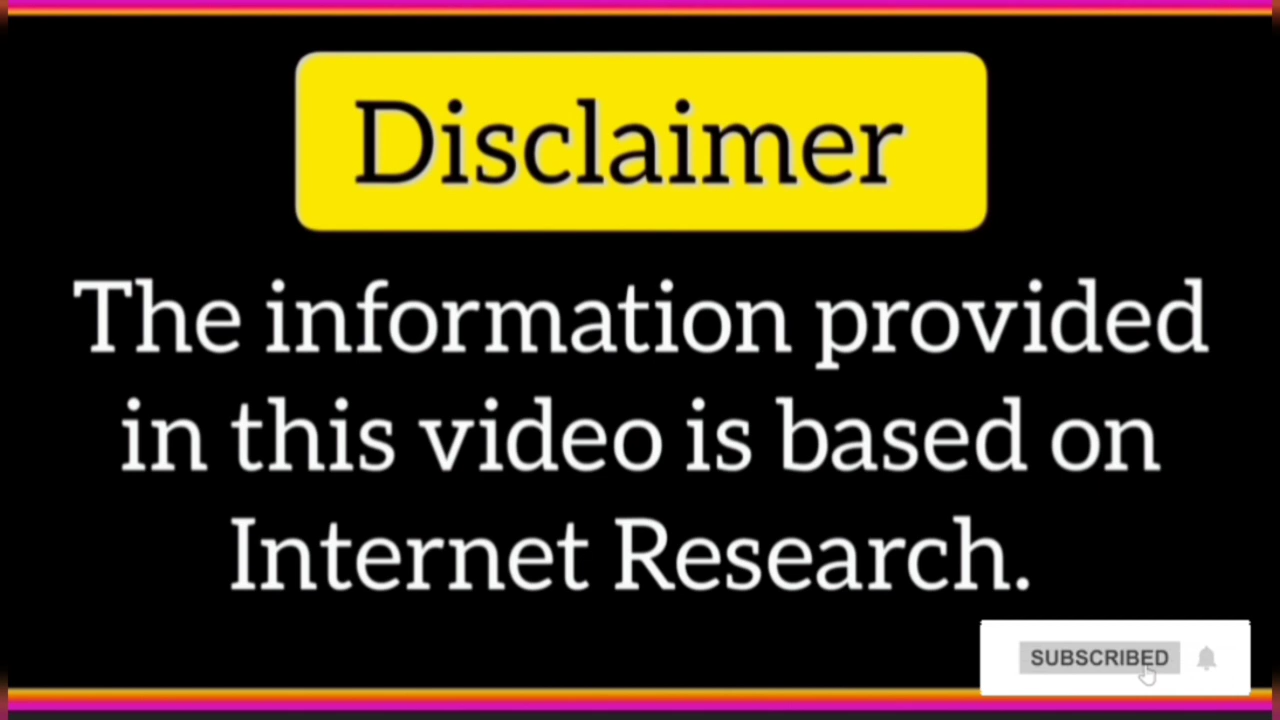 Disclaimer
The information provided
in this video is based on
Internet Research.
SUBSCRIBED